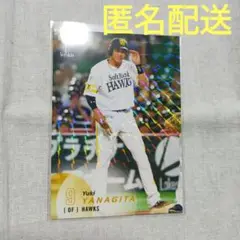 匿名配送
SoftBank
HAWKS
9
Yuki
YANAGITA
[ OF ] HAWKS